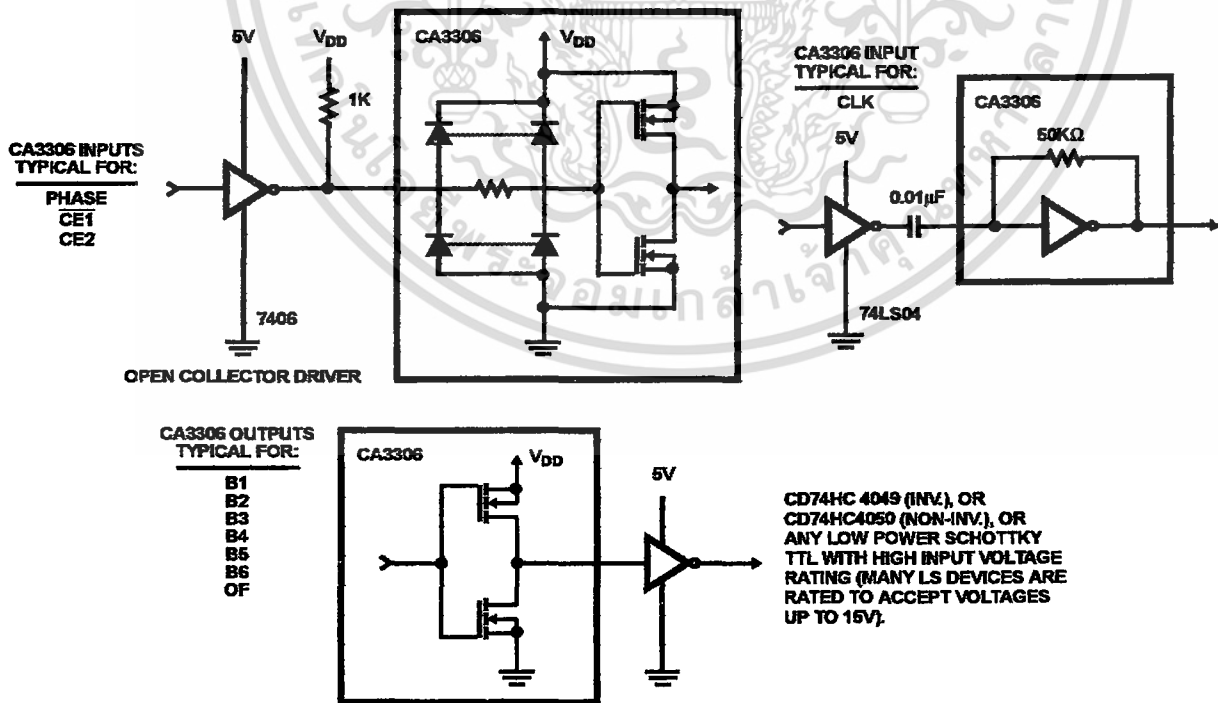 CA3306 INPUTS
TYPICAL FOR:
PHASE
CE1
CE2
5V
VDD
1K
7406
OPEN COLLECTOR DRIVER
CA3306
VDD
CA3306 INPUT
TYPICAL FOR:
CLK
5V
0.01µF
74LS04
CA3306
50KΩ
CA3306 OUTPUTS
TYPICAL FOR:
B1
B2
B3
B4
B5
B6
OF
CA3306
VDD
5V
CD74HC 4049 (INV.), OR
CD74HC4050 (NON-INV.), OR
ANY LOW POWER SCHOTTKY
TTL WITH HIGH INPUT VOLTAGE
RATING (MANY LS DEVICES ARE
RATED TO ACCEPT VOLTAGES
UP TO 15V).